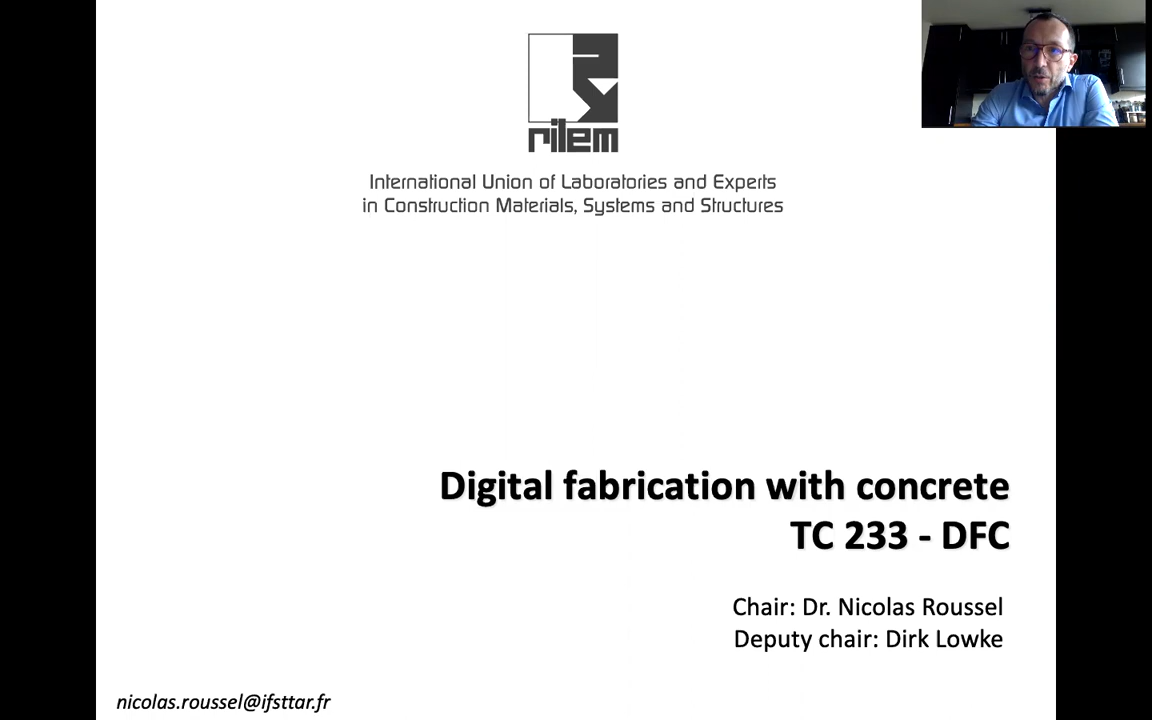 rilem
International Union of Laboratories and Experts
in Construction Materials, Systems and Structures
Digital fabrication with concrete
TC 233 - DFC
Chair: Dr. Nicolas Roussel
Deputy chair: Dirk Lowke
nicolas.roussel@ifsttar.fr